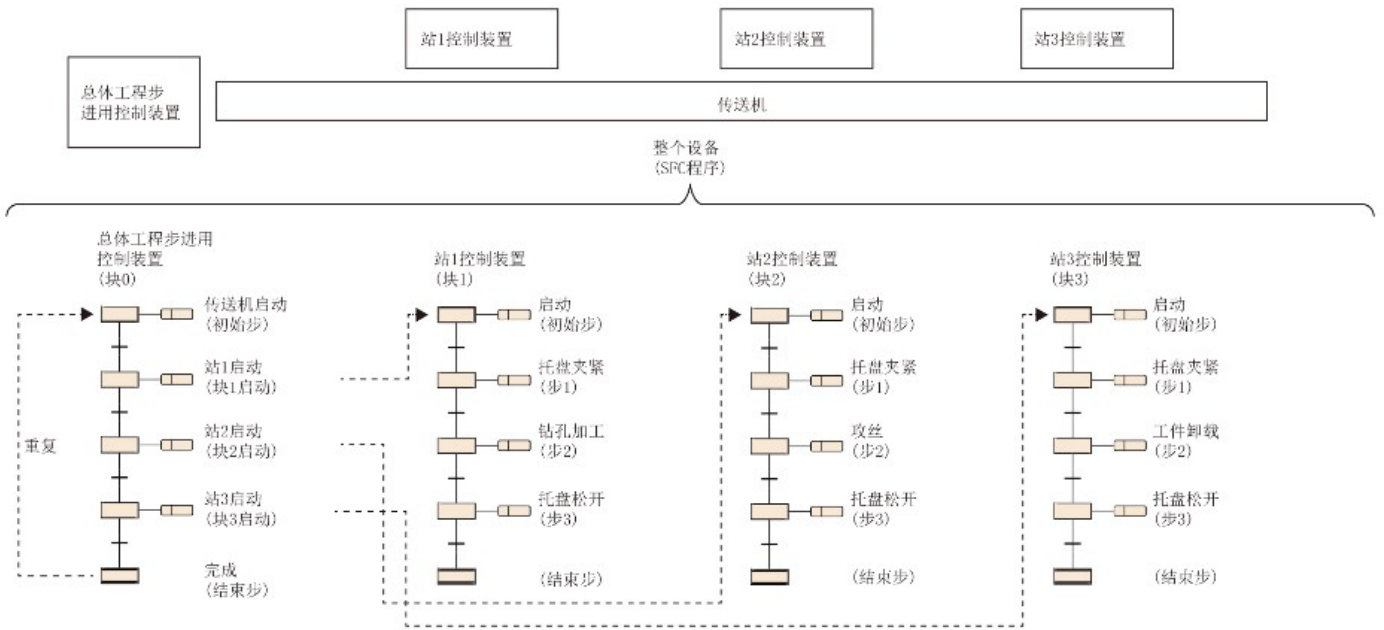 站1控制装置
站2控制装置
站3控制装置
总体工程步
进用控制装置
传送机
整个设备
(SFC程序)
总体工程步进用
控制装置
(块0)
传送机启动
(初始步)
站1启动
(块1启动)
站2启动
(块2启动)
站3启动
(块3启动)
完成
(结束步)
重复
站1控制装置
(块1)
启动
(初始步)
托盘夹紧
(步1)
钻孔加工
(步2)
托盘松开
(步3)
(结束步)
站2控制装置
(块2)
启动
(初始步)
托盘夹紧
(步1)
攻丝
(步2)
托盘松开
(步3)
(结束步)
站3控制装置
(块3)
启动
(初始步)
托盘夹紧
(步1)
工件卸载
(步2)
托盘松开
(步3)
(结束步)